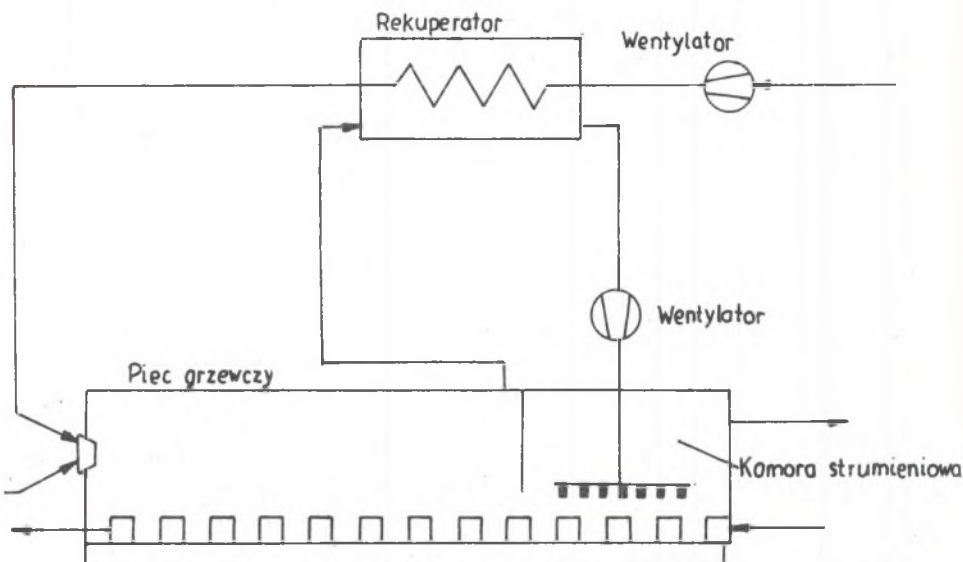 Rekuperator
Wentylator
Wentylator
Piec grzewczy
Komora strumieniowa